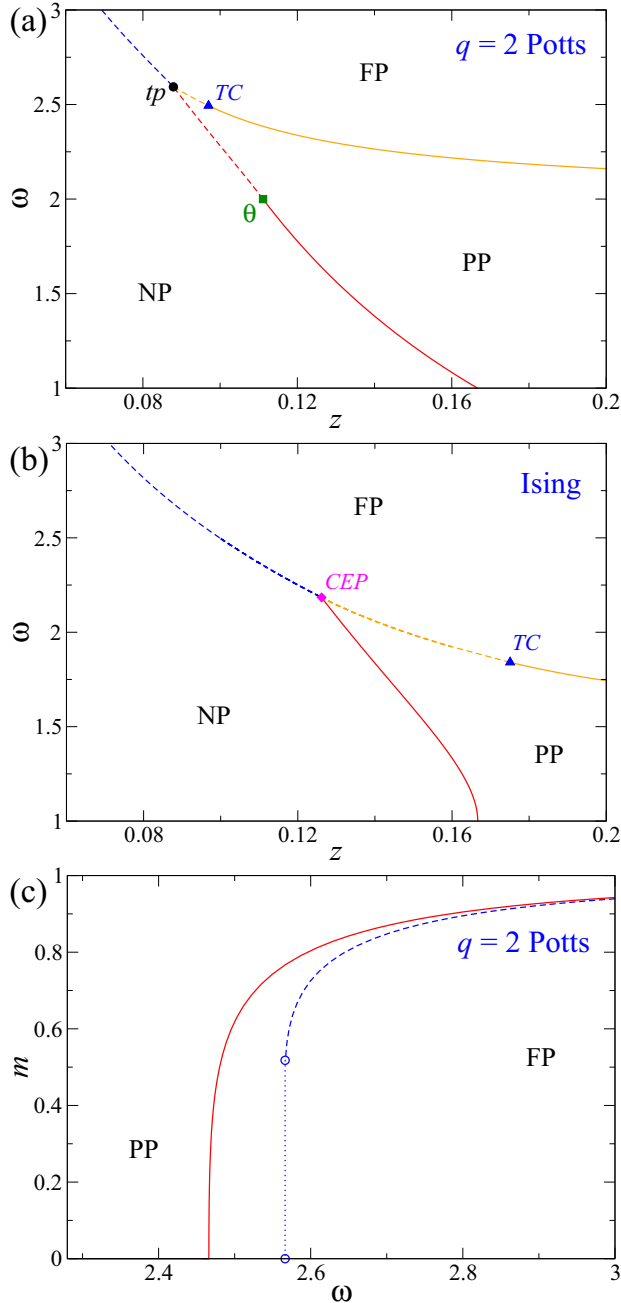 (a)
q = 2 Potts
FP
tp
TC
θ
NP
PP
ω
3
2.5
2
1.5
1
0.08
0.12
0.16
0.2
z
(b)
Ising
FP
CEP
TC
NP
PP
ω
3
2.5
2
1.5
1
0.08
0.12
0.16
0.2
z
(c)
q = 2 Potts
PP
FP
m
1
0.8
0.6
0.4
0.2
0
2.4
2.6
2.8
3
ω